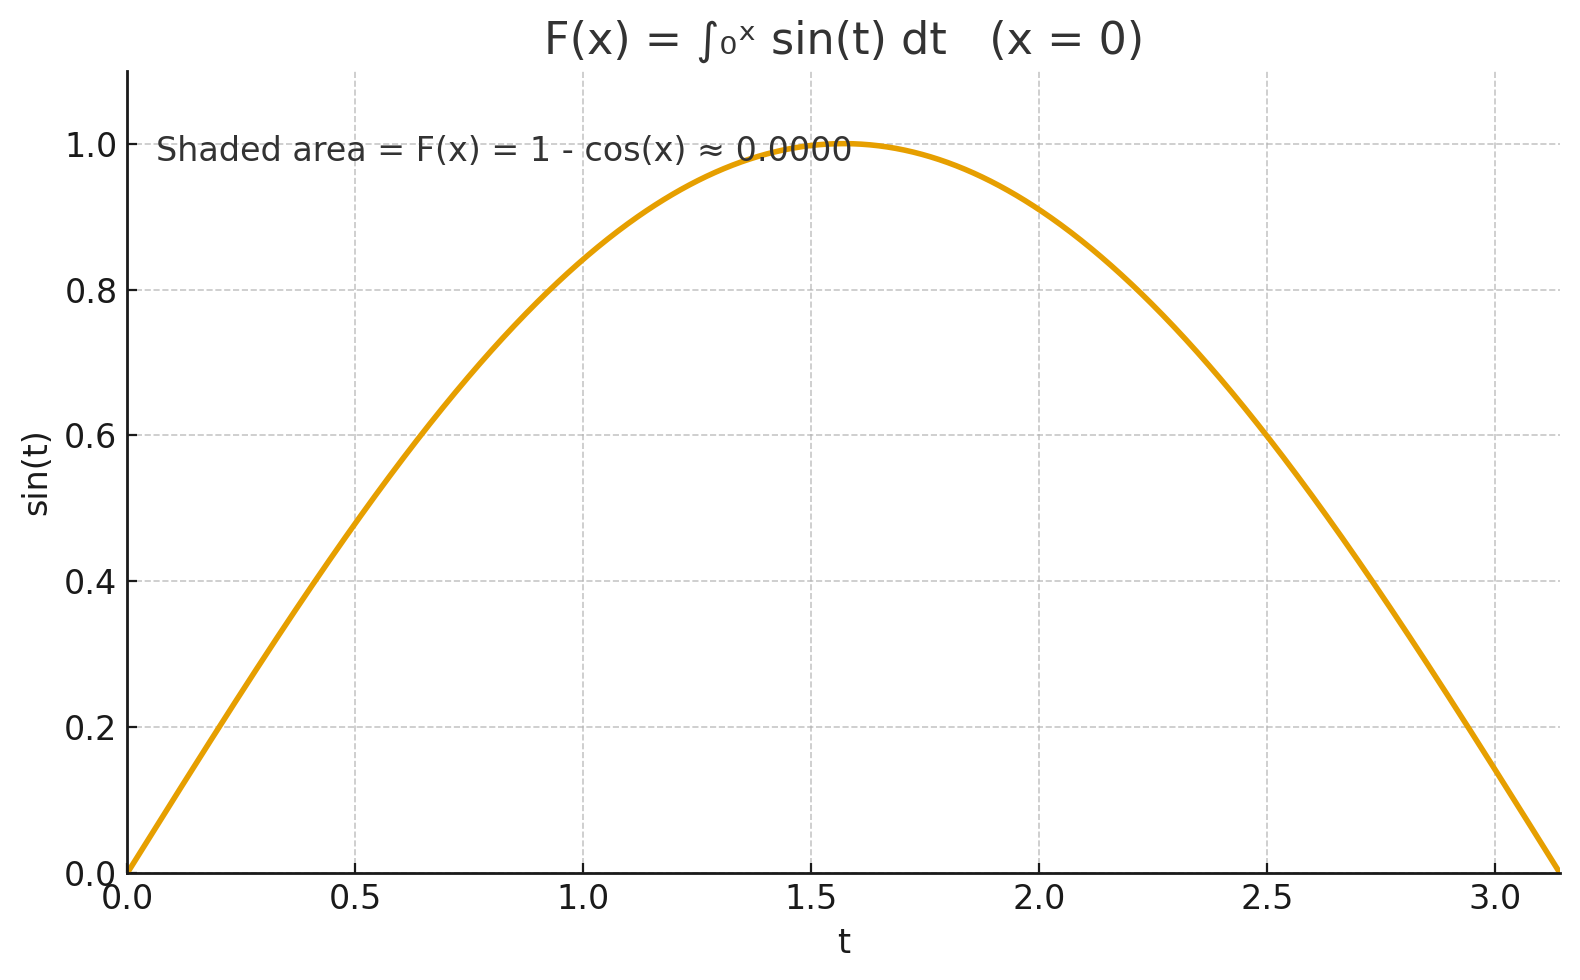 F(x) = ∫₀ˣ sin(t) dt   (x = 0)
Shaded area = F(x) = 1 - cos(x) ≈ 0.0000
sin(t)
1.0
0.8
0.6
0.4
0.2
0.0
0.0 0.5 1.0 1.5 2.0 2.5 3.0
t